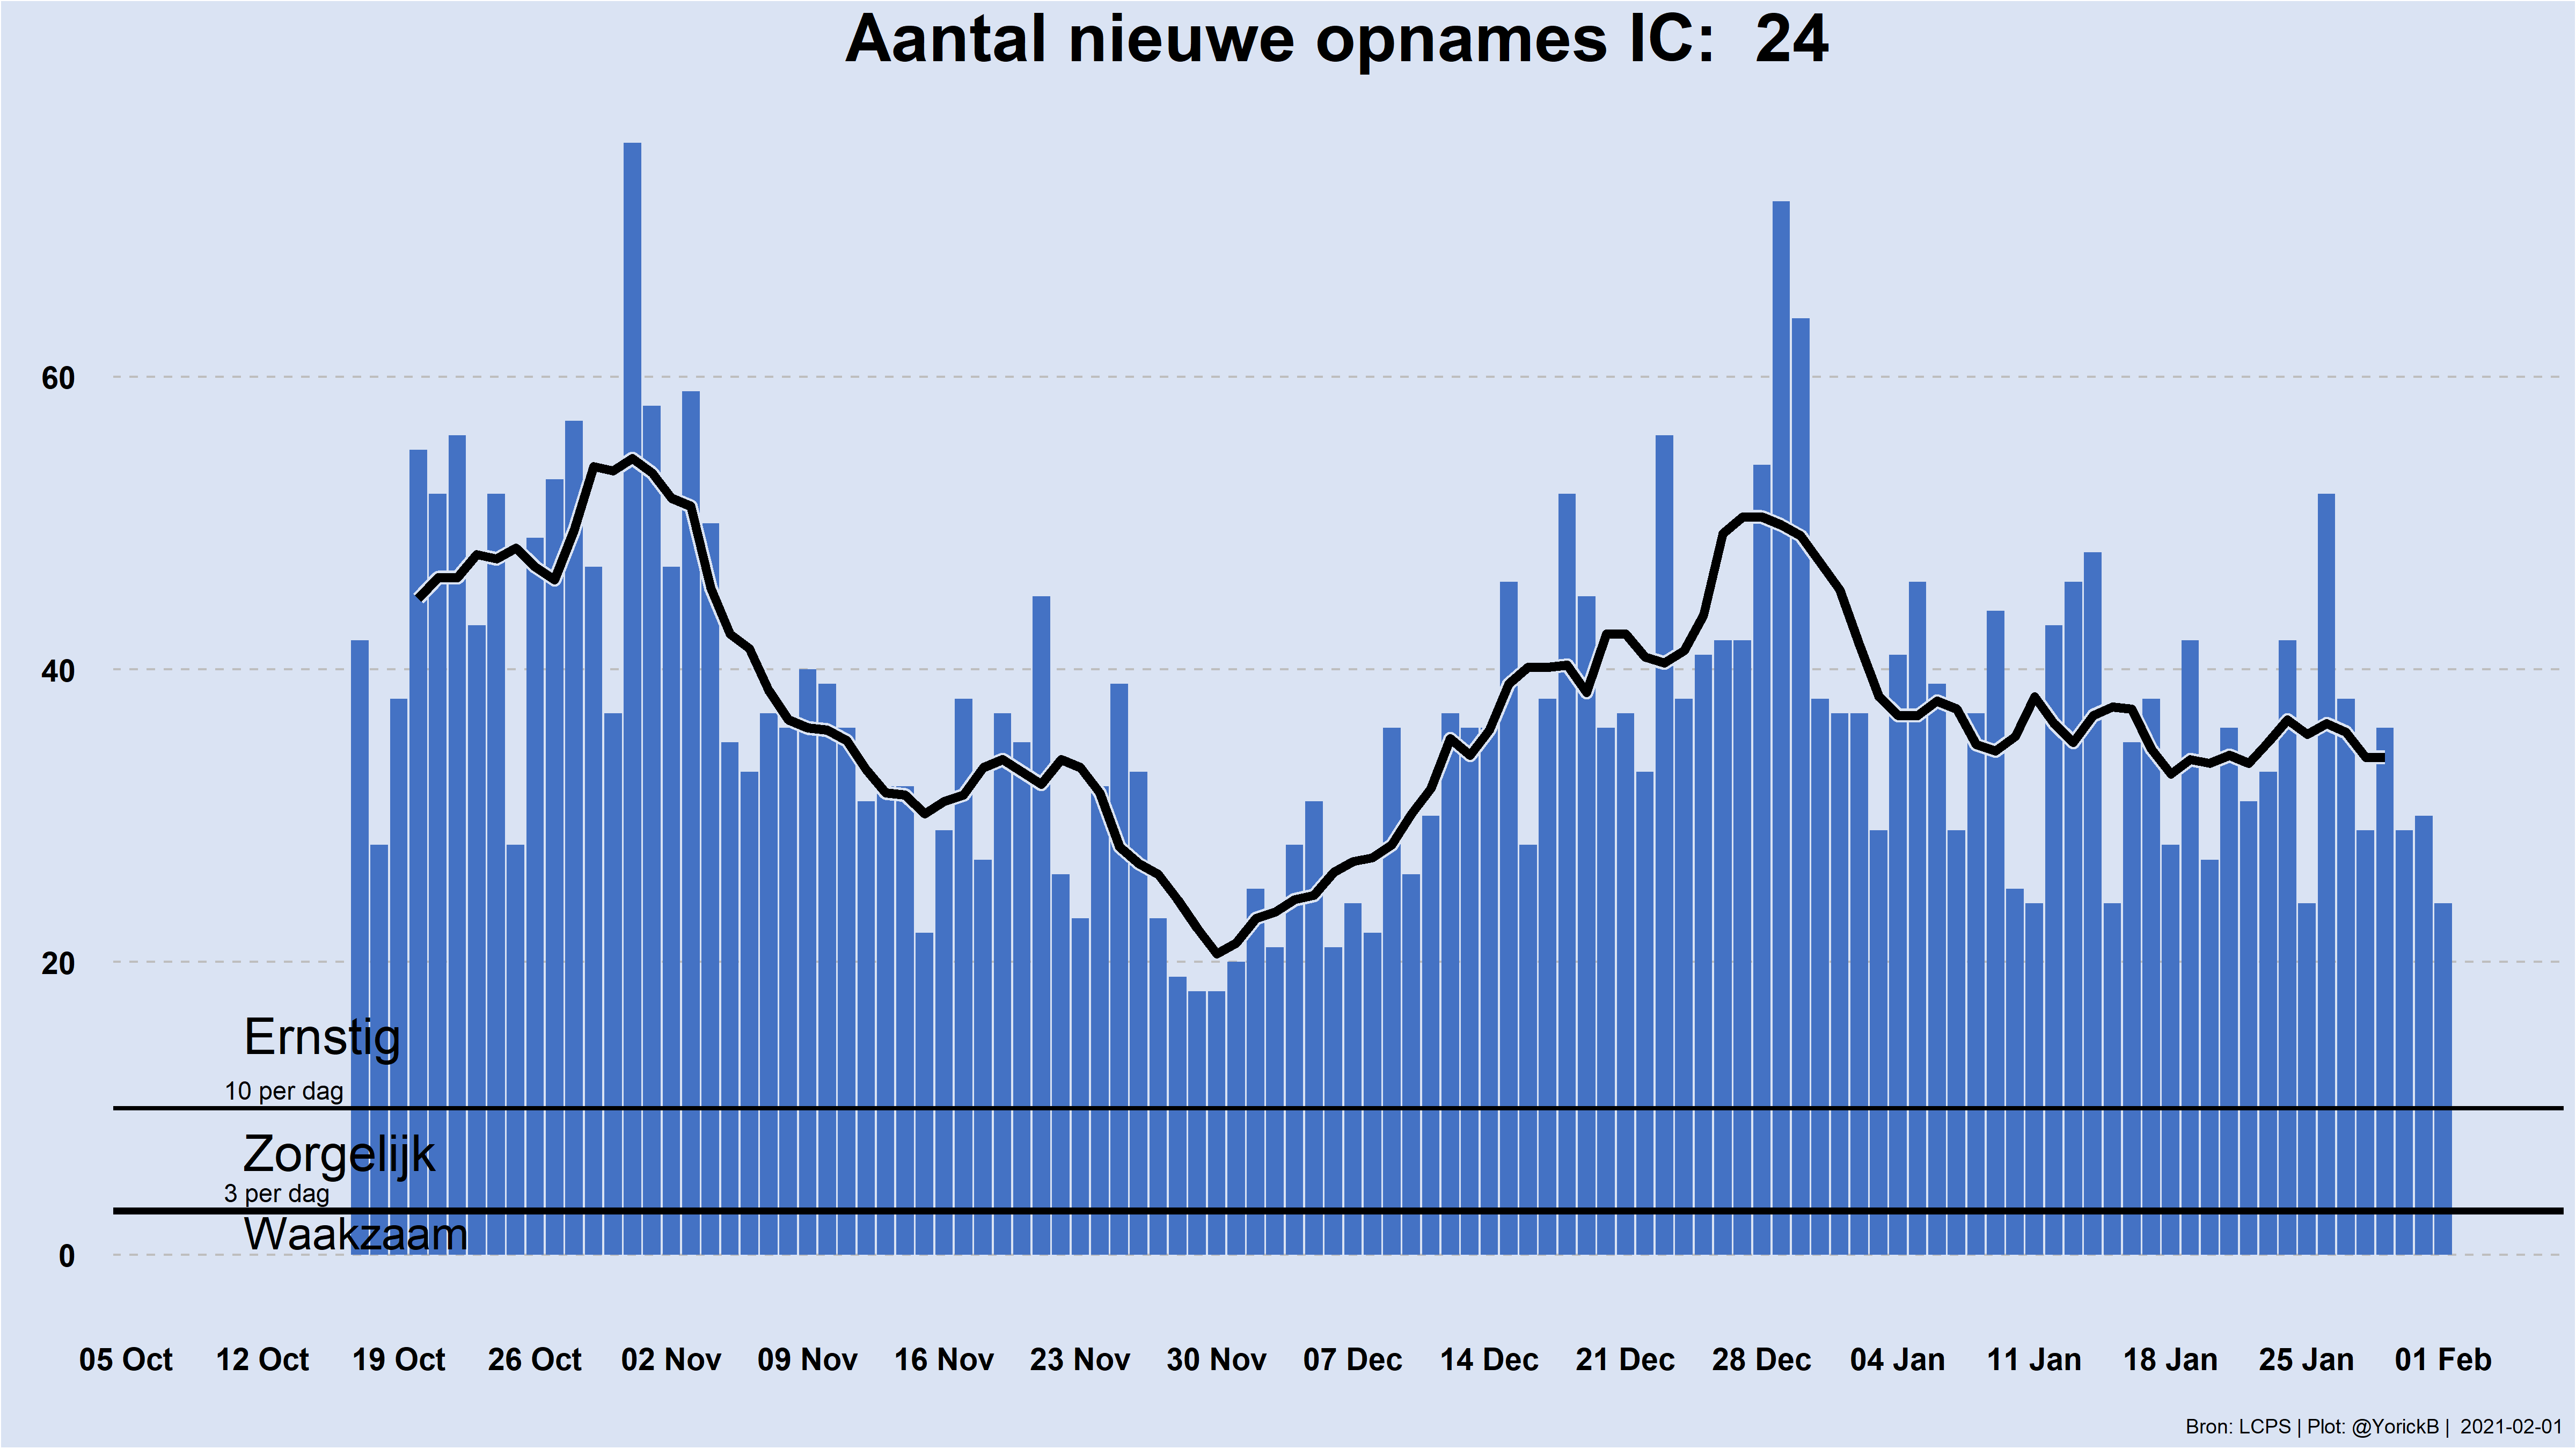 Aantal nieuwe opnames IC:  24
60
40
20
Ernstig
10 per dag
Zorgelijk
3 per dag
Waakzaam
0
05 Oct 12 Oct 19 Oct 26 Oct 02 Nov 09 Nov 16 Nov 23 Nov 30 Nov 07 Dec 14 Dec 21 Dec 28 Dec 04 Jan 11 Jan 18 Jan 25 Jan 01 Feb
Bron: LCPS | Plot: @YorickB |  2021-02-01